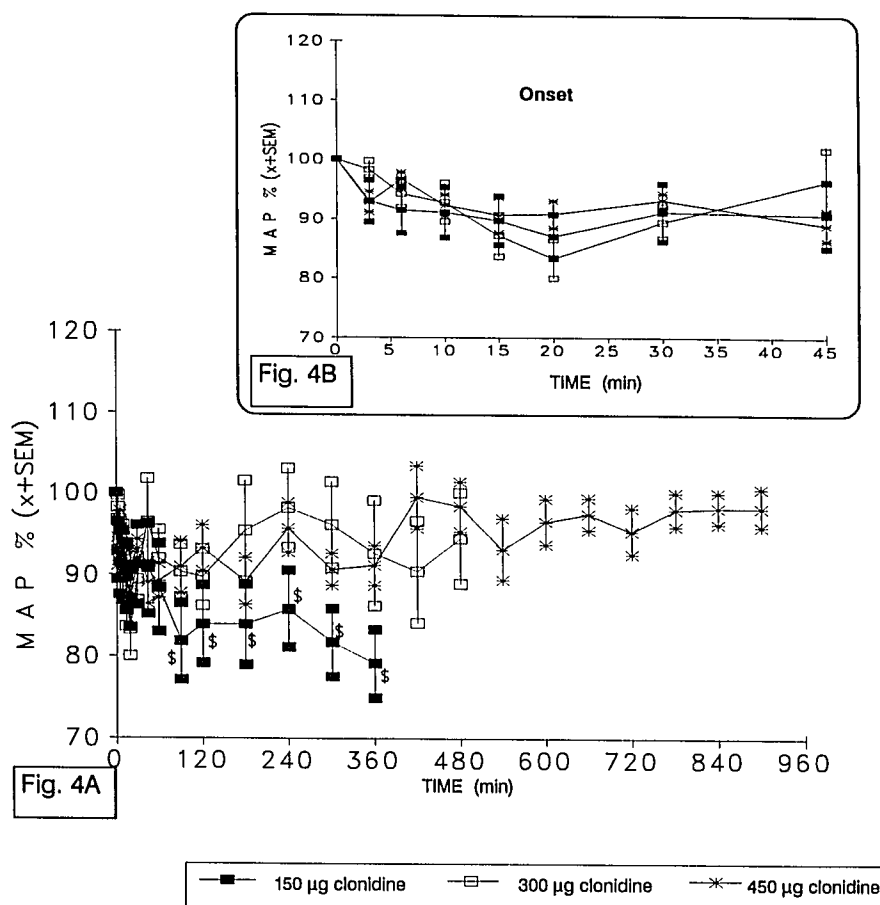 120
110
100
90
80
70
M A P % (x+SEM)
Onset
0 5 10 15 20 25 30 35 40 45
TIME (min)
Fig. 4B
120
110
100
90
80
70
M A P % (x+SEM)
$ $ $ $ $ $
0 120 240 360 480 600 720 840 960
TIME (min)
Fig. 4A
150 µg clonidine 300 µg clonidine 450 µg clonidine